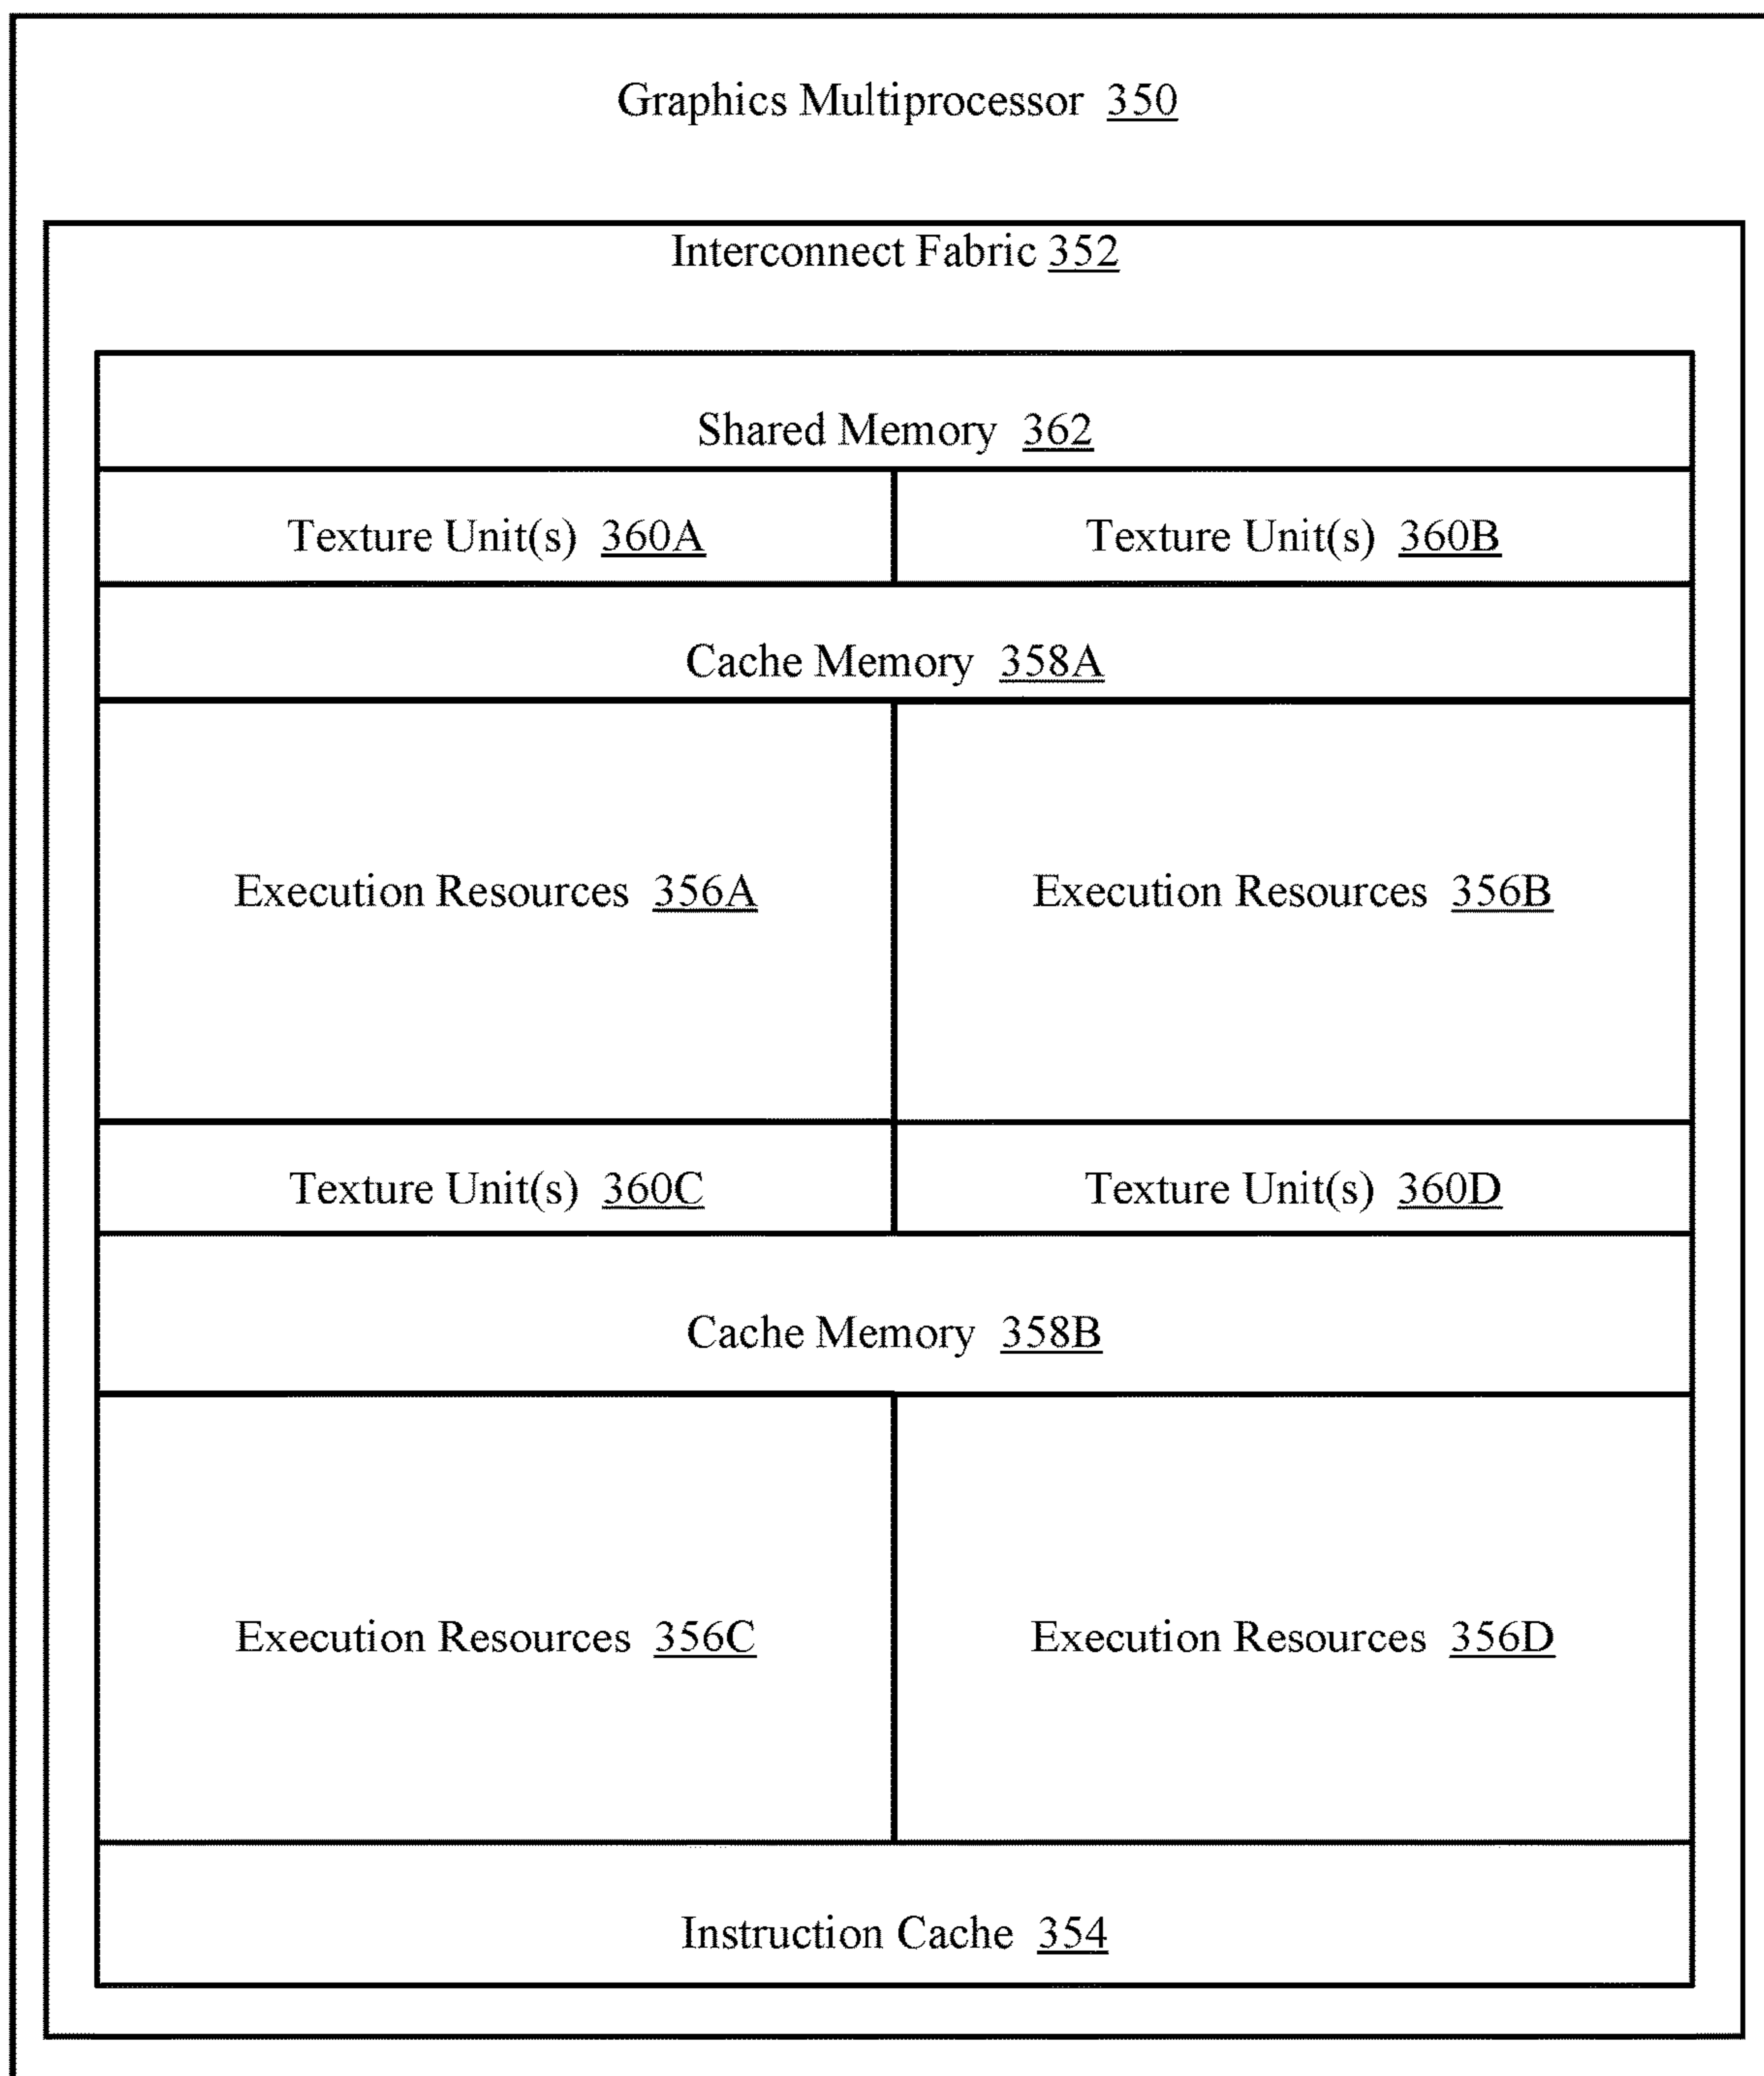 Graphics Multiprocessor 350
Interconnect Fabric 352
Shared Memory 362
Texture Unit(s) 360A
Texture Unit(s) 360B
Cache Memory 358A
Execution Resources 356A
Execution Resources 356B
Texture Unit(s) 360C
Texture Unit(s) 360D
Cache Memory 358B
Execution Resources 356C
Execution Resources 356D
Instruction Cache 354